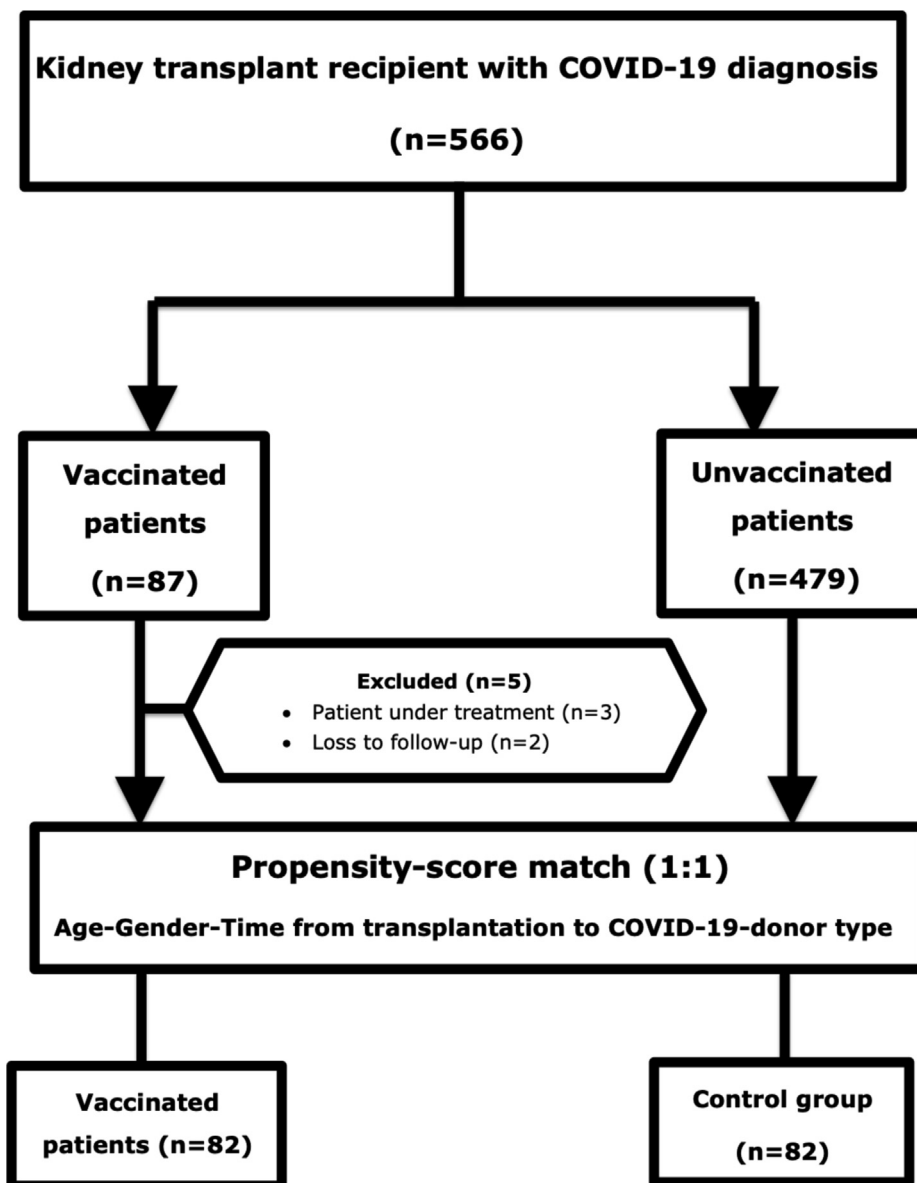 Kidney transplant recipient with COVID-19 diagnosis
(n=566)
Vaccinated
patients
(n=87)
Unvaccinated
patients
(n=479)
Excluded (n=5)
• Patient under treatment (n=3)
• Loss to follow-up (n=2)
Propensity-score match (1:1)
Age-Gender-Time from transplantation to COVID-19-donor type
Vaccinated
patients (n=82)
Control group
(n=82)